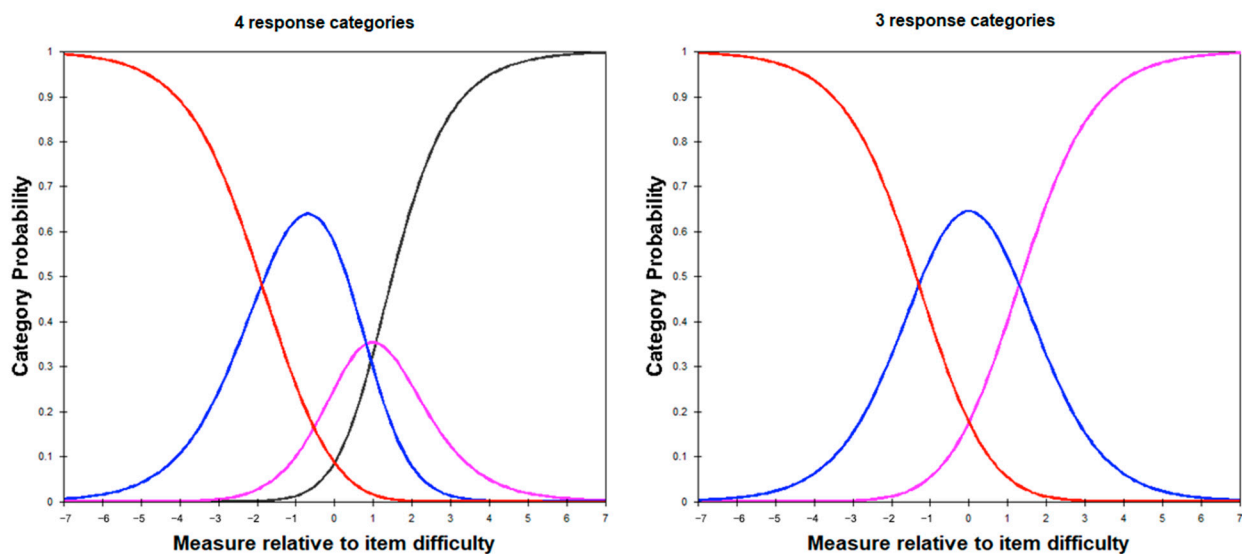 4 response categories
1
0.9
0.8
0.7
0.6
0.5
0.4
0.3
0.2
0.1
0
Category Probability
−7 −6 −5 −4 −3 −2 −1 0 1 2 3 4 5 6 7
Measure relative to item difficulty
3 response categories
1
0.9
0.8
0.7
0.6
0.5
0.4
0.3
0.2
0.1
0
Category Probability
−7 −6 −5 −4 −3 −2 −1 0 1 2 3 4 5 6 7
Measure relative to item difficulty